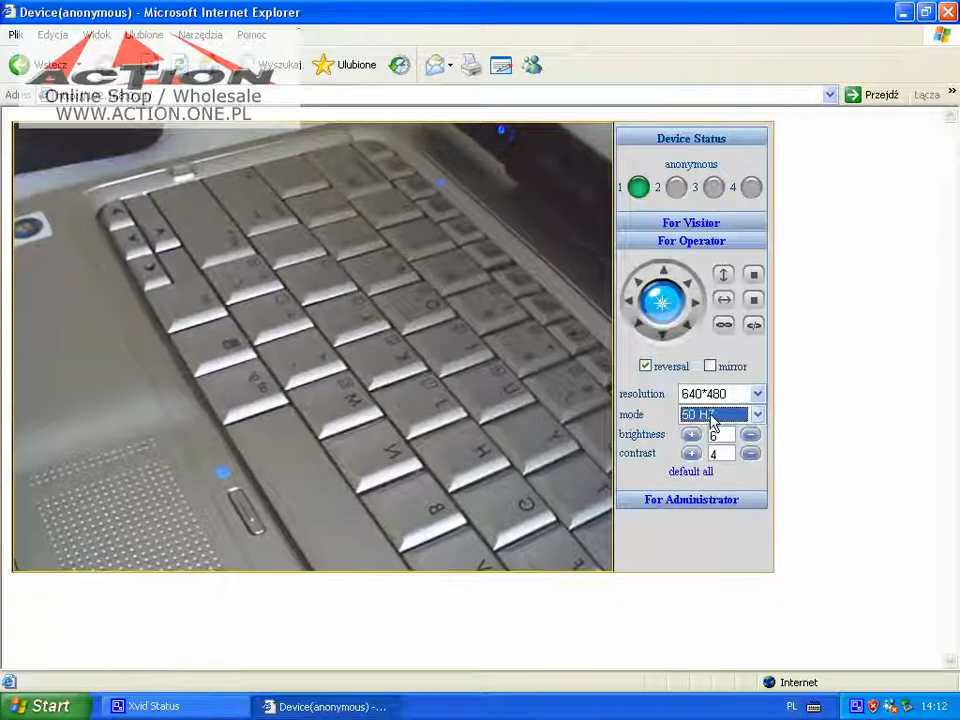 Device(anonymous) - Microsoft Internet Explorer
Plik Edycja Widok Ulubione Narzędzia Pomoc
Wstecz Wyszukaj Ulubione
ACTION
Online Shop / Wholesale
WWW.ACTION.ONE.PL
Przejdź Łącza »
Device Status
anonymous
1 2 3 4
For Visitor
For Operator
reversal mirror
resolution 640*480
mode 50 HZ
brightness 6
contrast 4
default all
For Administrator
Internet
Start Xvid Status Device(anonymous) -... PL 14:12